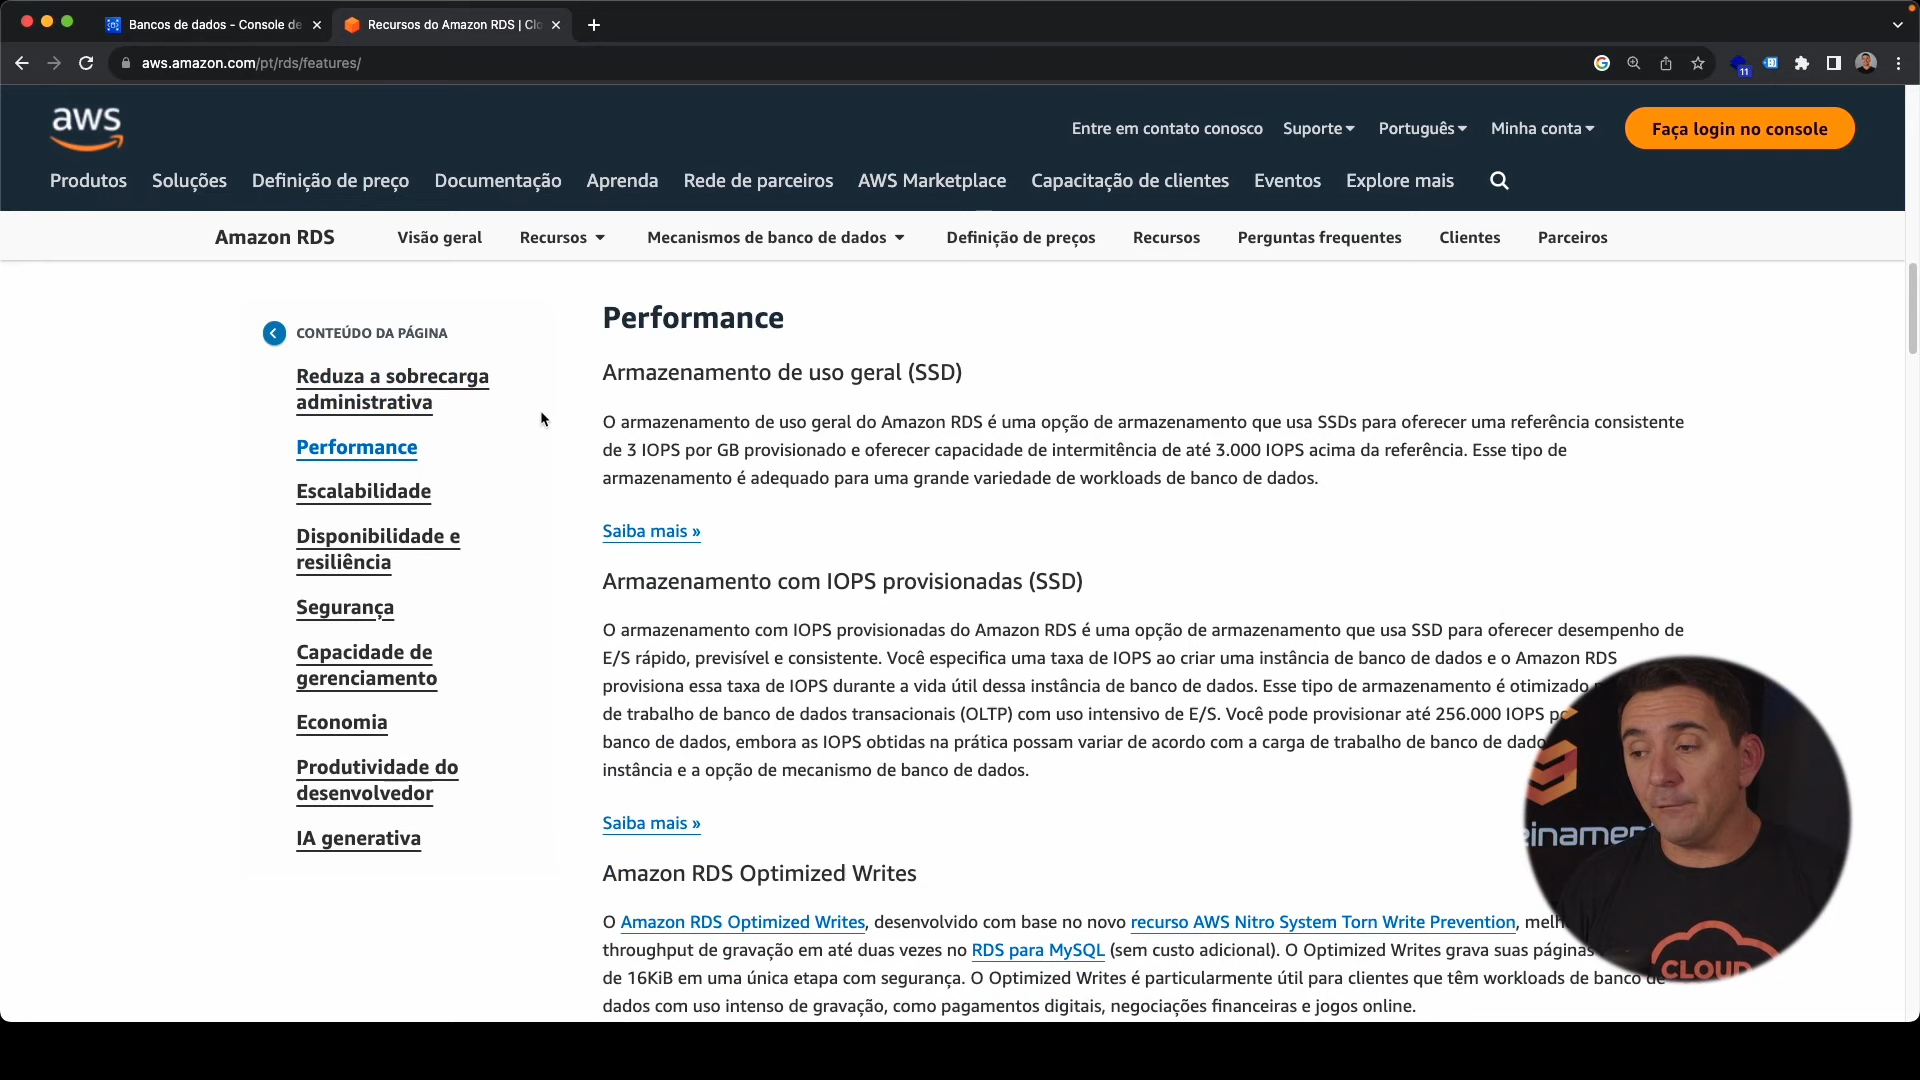 Bancos de dados - Console de
Recursos do Amazon RDS | Clo
aws.amazon.com/pt/rds/features/
11
aws
Entre em contato conosco
Suporte
Português
Minha conta
Faça login no console
Produtos
Soluções
Definição de preço
Documentação
Aprenda
Rede de parceiros
AWS Marketplace
Capacitação de clientes
Eventos
Explore mais
Amazon RDS
Visão geral
Recursos
Mecanismos de banco de dados
Definição de preços
Recursos
Perguntas frequentes
Clientes
Parceiros
CONTEÚDO DA PÁGINA
Reduza a sobrecarga
administrativa
Performance
Escalabilidade
Disponibilidade e
resiliência
Segurança
Capacidade de
gerenciamento
Economia
Produtividade do
desenvolvedor
IA generativa
Performance
Armazenamento de uso geral (SSD)
O armazenamento de uso geral do Amazon RDS é uma opção de armazenamento que usa SSDs para oferecer uma referência consistente
de 3 IOPS por GB provisionado e oferecer capacidade de intermitência de até 3.000 IOPS acima da referência. Esse tipo de
armazenamento é adequado para uma grande variedade de workloads de banco de dados.
Saiba mais »
Armazenamento com IOPS provisionadas (SSD)
O armazenamento com IOPS provisionadas do Amazon RDS é uma opção de armazenamento que usa SSD para oferecer desempenho de
E/S rápido, previsível e consistente. Você especifica uma taxa de IOPS ao criar uma instância de banco de dados e o Amazon RDS
provisiona essa taxa de IOPS durante a vida útil dessa instância de banco de dados. Esse tipo de armazenamento é otimizado
de trabalho de banco de dados transacionais (OLTP) com uso intensivo de E/S. Você pode provisionar até 256.000 IOPS
banco de dados, embora as IOPS obtidas na prática possam variar de acordo com a carga de trabalho de banco de dado
instância e a opção de mecanismo de banco de dados.
Saiba mais »
Amazon RDS Optimized Writes
O Amazon RDS Optimized Writes, desenvolvido com base no novo recurso AWS Nitro System Torn Write Prevention, melh
throughput de gravação em até duas vezes no RDS para MySQL (sem custo adicional). O Optimized Writes grava suas páginas
de 16KiB em uma única etapa com segurança. O Optimized Writes é particularmente útil para clientes que têm workloads de banco de
dados com uso intenso de gravação, como pagamentos digitais, negociações financeiras e jogos online.
einamen
CLOUD